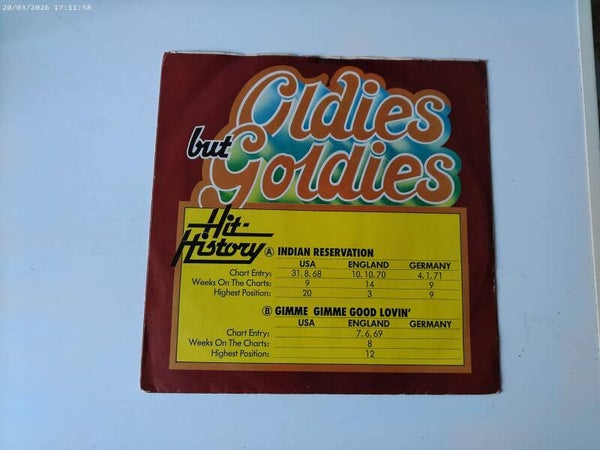 20/03/2026 17:11:58
Oldies
but
Goldies
Hit-
History
A INDIAN RESERVATION
USA ENGLAND GERMANY
Chart Entry: 31.8.68 10.10.70 4.1.71
Weeks On The Charts: 9 14 9
Highest Position: 20 3 9
B GIMME GIMME GOOD LOVIN'
USA ENGLAND GERMANY
Chart Entry: 7.6.69
Weeks On The Charts: 8
Highest Position: 12